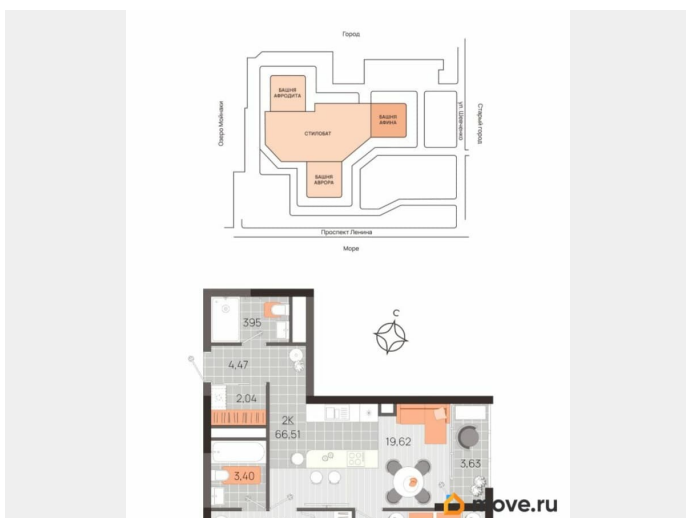 Город
БАШНЯ
АФРОДИТА
Озеро Мойнаки
СТИЛОБАТ
БАШНЯ
АФИНА
ул. Шевченко
Старый город
БАШНЯ
АВРОРА
Проспект Ленина
Море
С
3.95
4,47
2,04
2К
66,51
19,62
3,63
3,40
move.ru